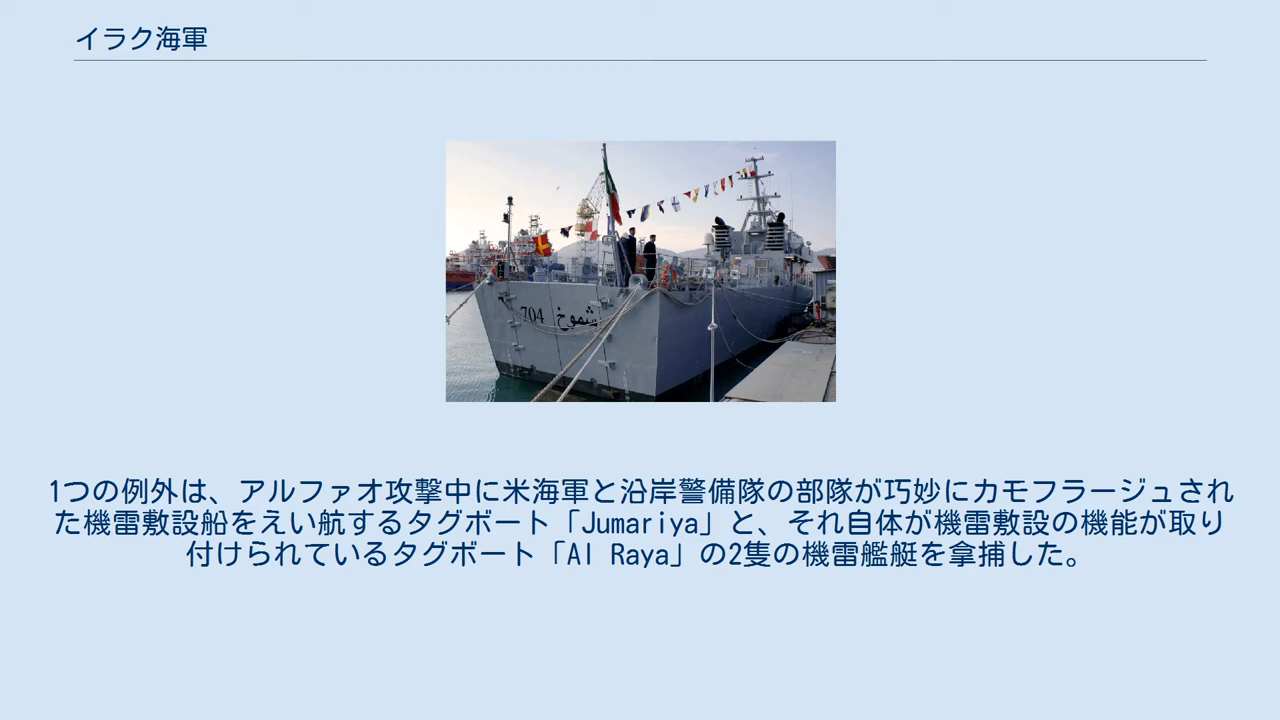 イラク海軍
704 شموخ
1つの例外は、アルファオ攻撃中に米海軍と沿岸警備隊の部隊が巧妙にカモフラージュされ
た機雷敷設船をえい航するタグボート「Jumariya」と、それ自体が機雷敷設の機能が取り
付けられているタグボート「Al Raya」の2隻の機雷艦艇を拿捕した。